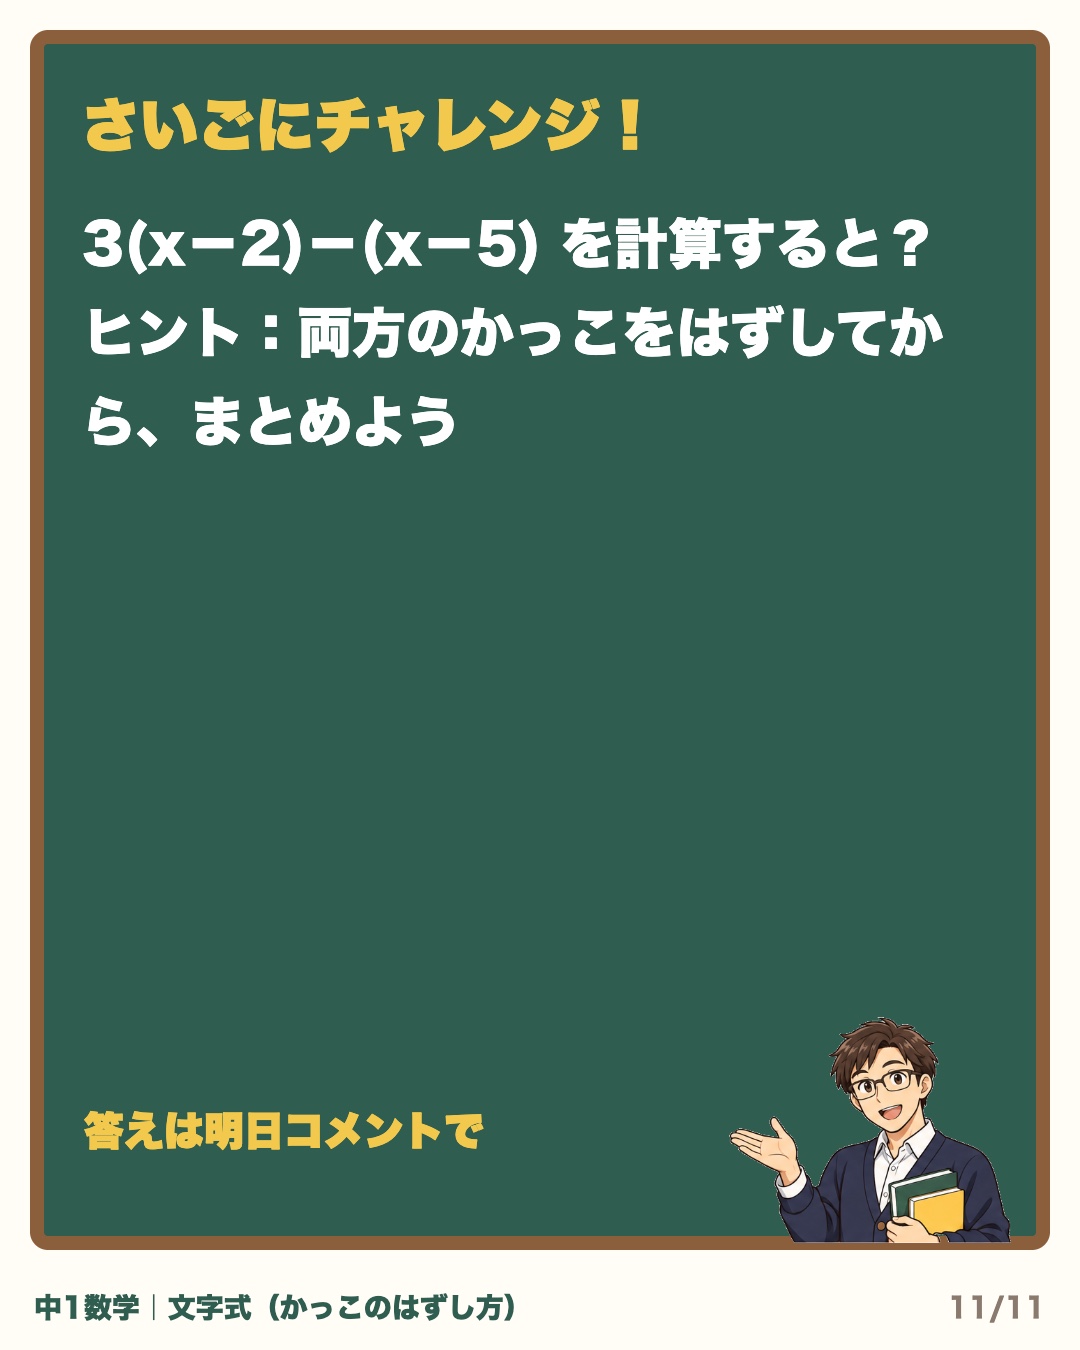 さいごにチャレンジ！
3(x−2)−(x−5) を計算すると？
ヒント：両方のかっこをはずしてか
ら、まとめよう
答えは明日コメントで
中1数学｜文字式（かっこのはずし方）
11/11